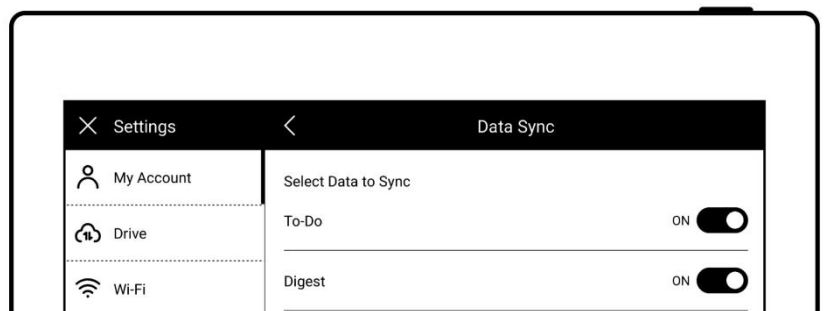 Settings
Data Sync
My Account
Drive
Wi-Fi
Select Data to Sync
To-Do ON
Digest ON